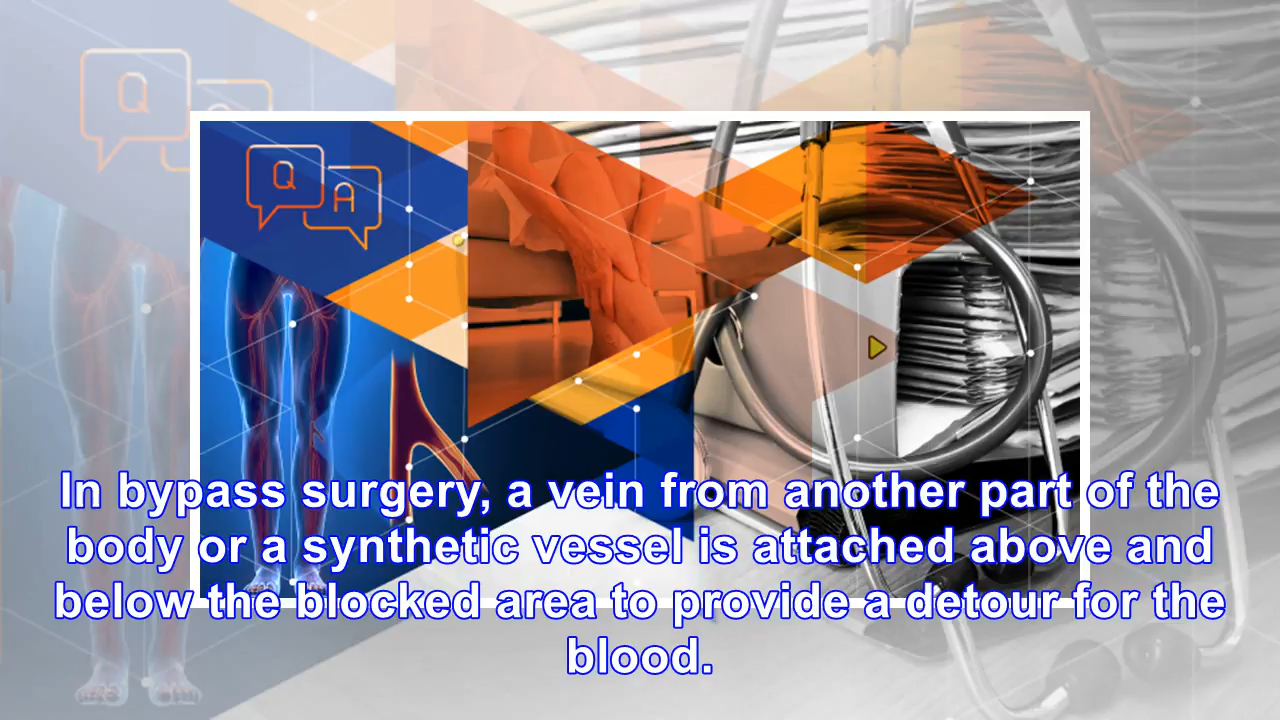 Q
A
In bypass surgery, a vein from another part of the
body or a synthetic vessel is attached above and
below the blocked area to provide a detour for the
blood.